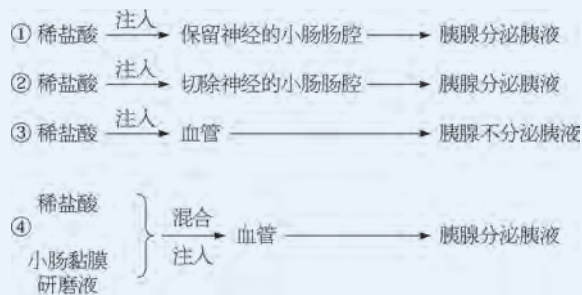 ① 稀盐酸 注入 保留神经的小肠肠腔 胰腺分泌胰液
② 稀盐酸 注入 切除神经的小肠肠腔 胰腺分泌胰液
③ 稀盐酸 注入 血管 胰腺不分泌胰液
④ 稀盐酸
小肠黏膜
研磨液
混合
注入
血管 胰腺分泌胰液